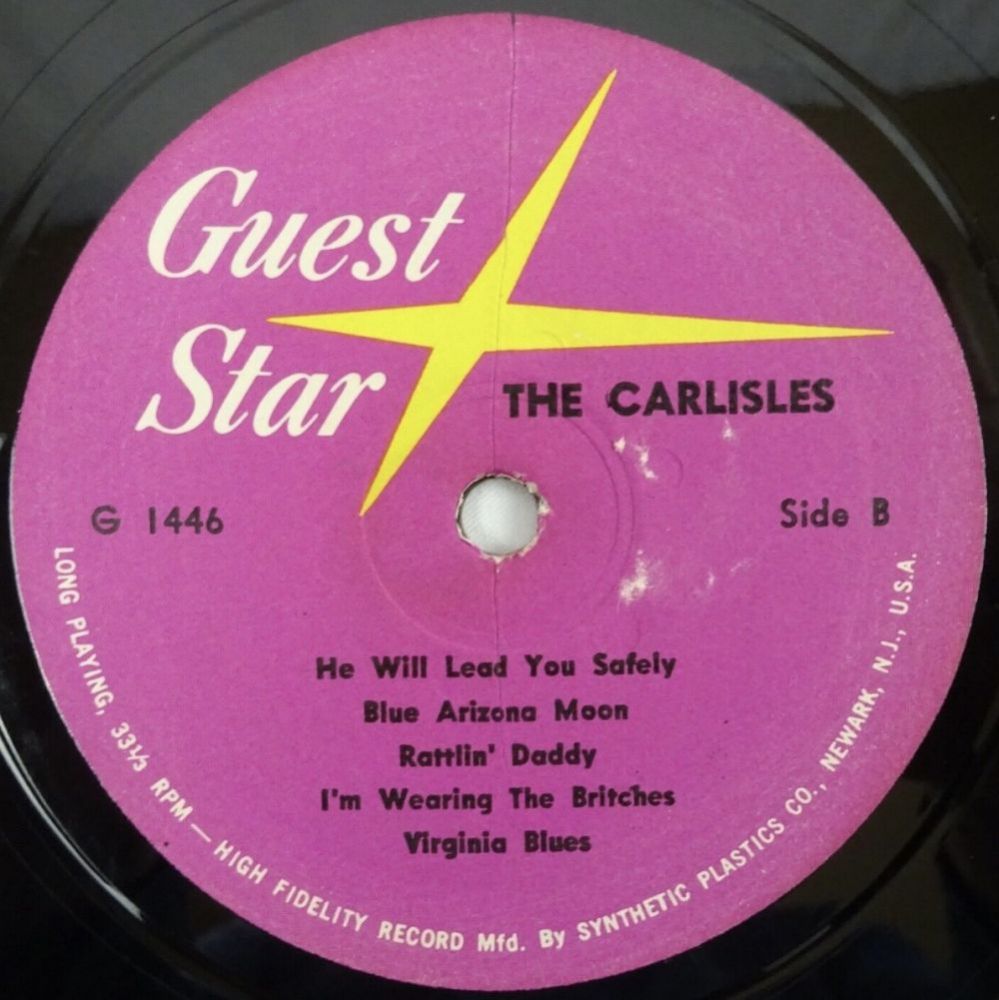 Guest
Star
THE CARLISLES
G 1446
Side B
He Will Lead You Safely
Blue Arizona Moon
Rattlin' Daddy
I'm Wearing The Britches
Virginia Blues
LONG PLAYING, 33⅓ RPM — HIGH FIDELITY RECORD Mfd. By SYNTHETIC PLASTICS CO., NEWARK, N.J., U.S.A.